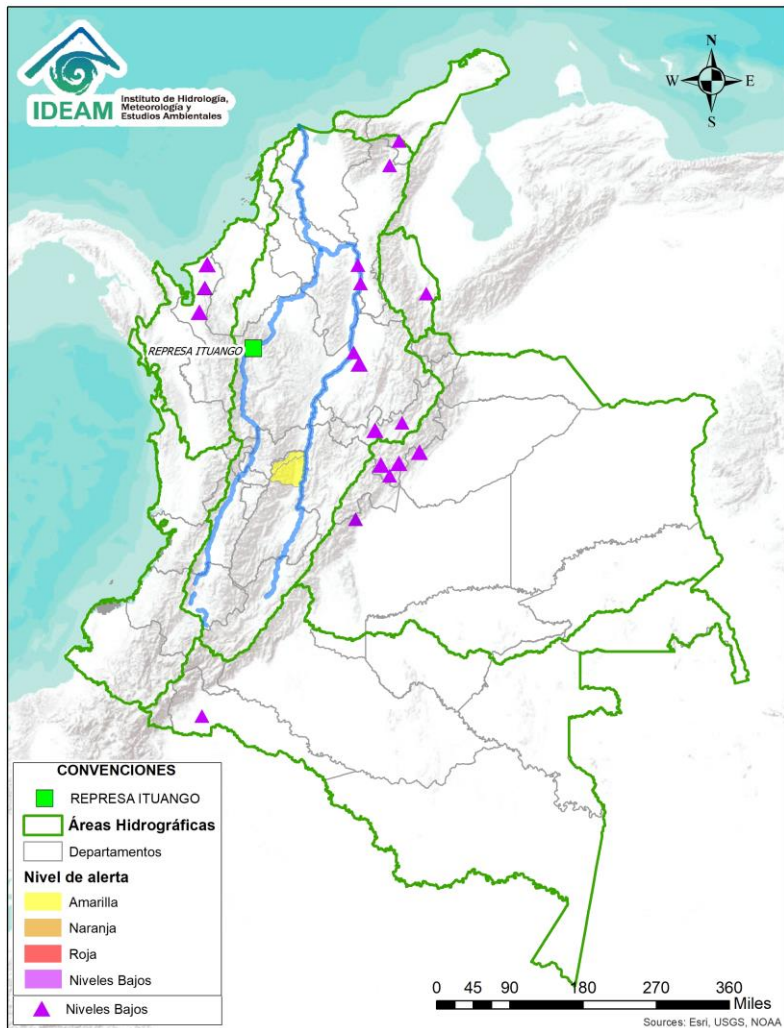 IDEAM
Instituto de Hidrología,
Meteorología y
Estudios Ambientales
N
W
E
S
REPRESA ITUANGO
CONVENCIONES
REPRESA ITUANGO
Áreas Hidrográficas
Departamentos
Nivel de alerta
Amarilla
Naranja
Roja
Niveles Bajos
Niveles Bajos
0 45 90 180 270 360
Miles
Sources: Esri, USGS, NOAA